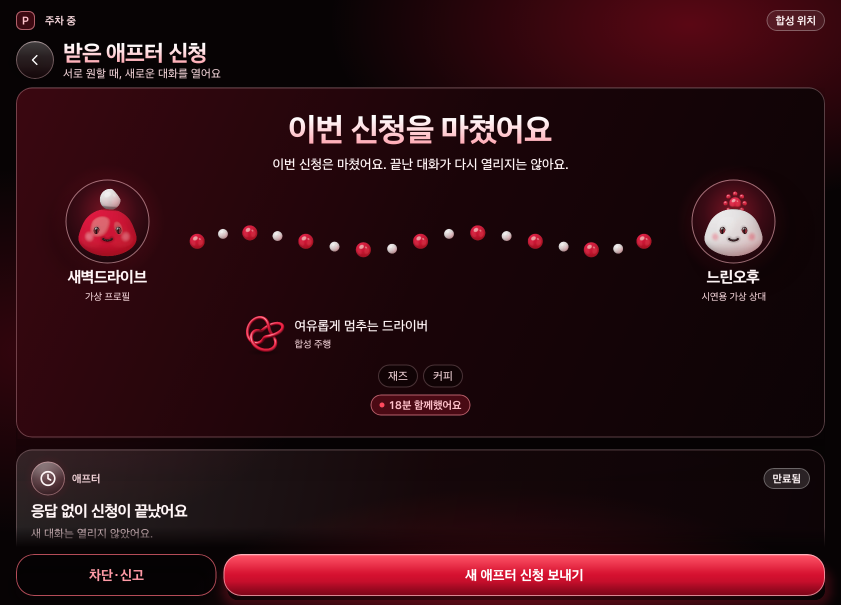 P 주차 중
합성 위치
받은 애프터 신청
서로 원할 때, 새로운 대화를 열어요
이번 신청을 마쳤어요
이번 신청은 마쳤어요. 끝난 대화가 다시 열리지는 않아요.
새벽드라이브
가상 프로필
느린오후
시연용 가상 상대
여유롭게 멈추는 드라이버
합성 주행
재즈
커피
18분 함께했어요
애프터
만료됨
응답 없이 신청이 끝났어요
새 대화는 열리지 않았어요.
차단·신고
새 애프터 신청 보내기